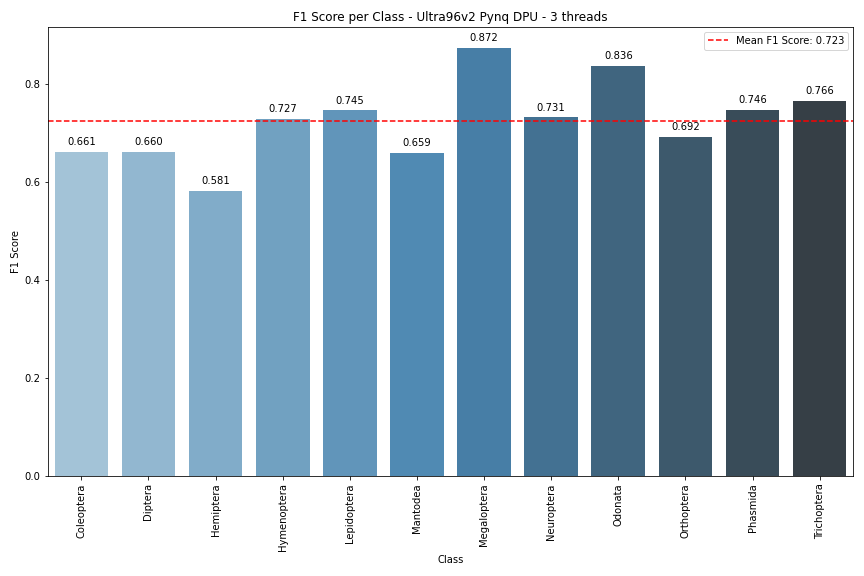 F1 Score per Class - Ultra96v2 Pynq DPU - 3 threads
Mean F1 Score: 0.723
0.661
0.660
0.581
0.727
0.745
0.659
0.872
0.731
0.836
0.692
0.746
0.766
F1 Score
0.8
0.6
0.4
0.2
0.0
Coleoptera
Diptera
Hemiptera
Hymenoptera
Lepidoptera
Mantodea
Megaloptera
Neuroptera
Odonata
Orthoptera
Phasmida
Trichoptera
Class